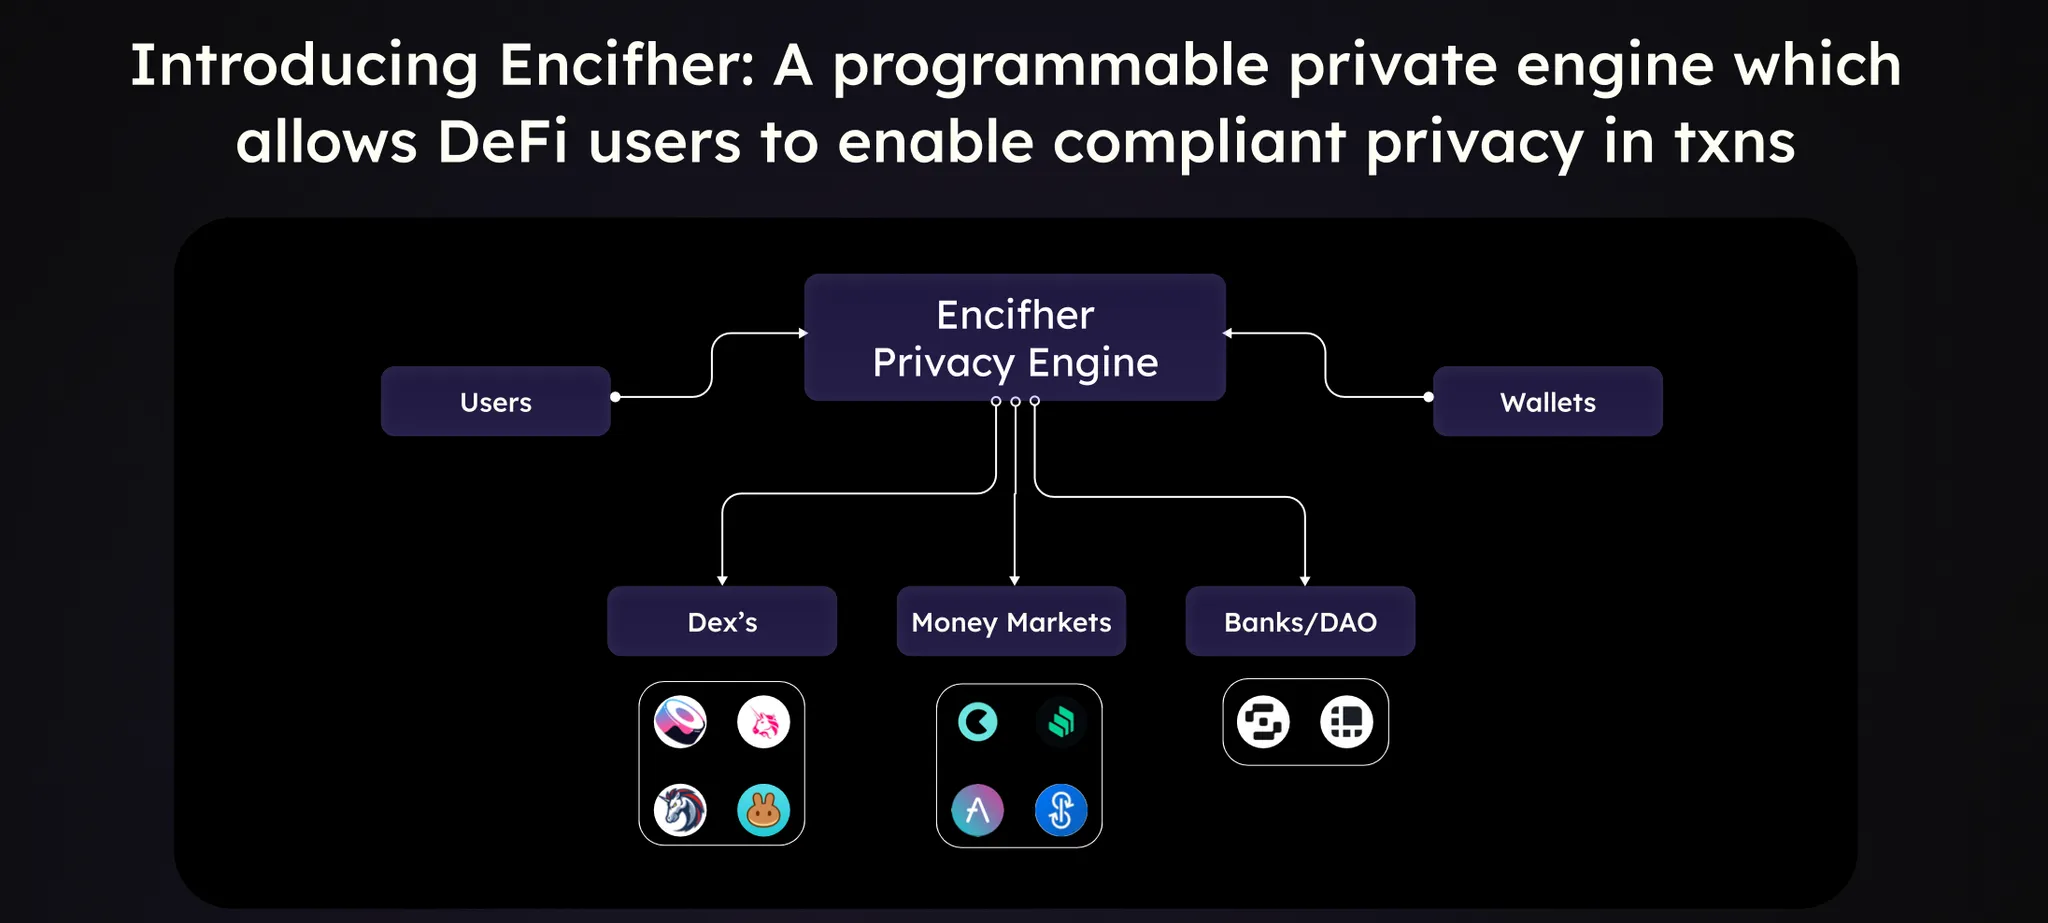 Introducing Encifher: A programmable private engine which
allows DeFi users to enable compliant privacy in txns
Encifher
Privacy Engine
Users
Wallets
Dex’s
Money Markets
Banks/DAO